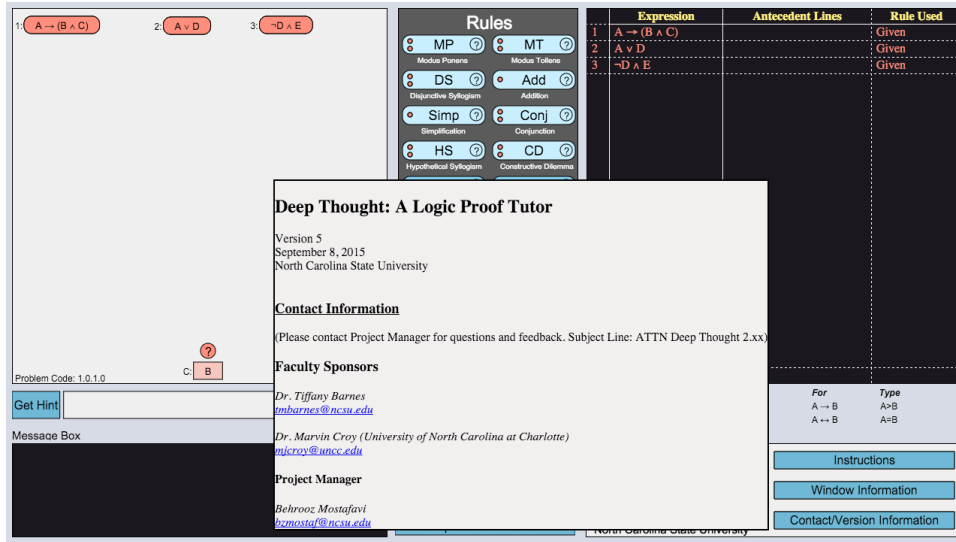 1: A → (B ∧ C)
2: A ∨ D
3: ¬D ∧ E
?
C: B
Problem Code: 1.0.1.0
Get Hint
Message Box
Rules
MP ? MT ?
Modus Ponens Modus Tollens
DS ? Add ?
Disjunctive Syllogism Addition
Simp ? Conj ?
Simplification Conjunction
HS ? CD ?
Hypothetical Syllogism Constructive Dilemma
Expression Antecedent Lines Rule Used
1 A → (B ∧ C) Given
2 A ∨ D Given
3 ¬D ∧ E Given
Deep Thought: A Logic Proof Tutor
Version 5
September 8, 2015
North Carolina State University
Contact Information
(Please contact Project Manager for questions and feedback. Subject Line: ATTN Deep Thought 2.xx)
Faculty Sponsors
Dr. Tiffany Barnes
tmbarnes@ncsu.edu
Dr. Marvin Croy (University of North Carolina at Charlotte)
mjcroy@uncc.edu
Project Manager
Behrooz Mostafavi
bzmostaf@ncsu.edu
For Type
A → B A>B
A ↔ B A=B
Instructions
Window Information
Contact/Version Information
North Carolina State University